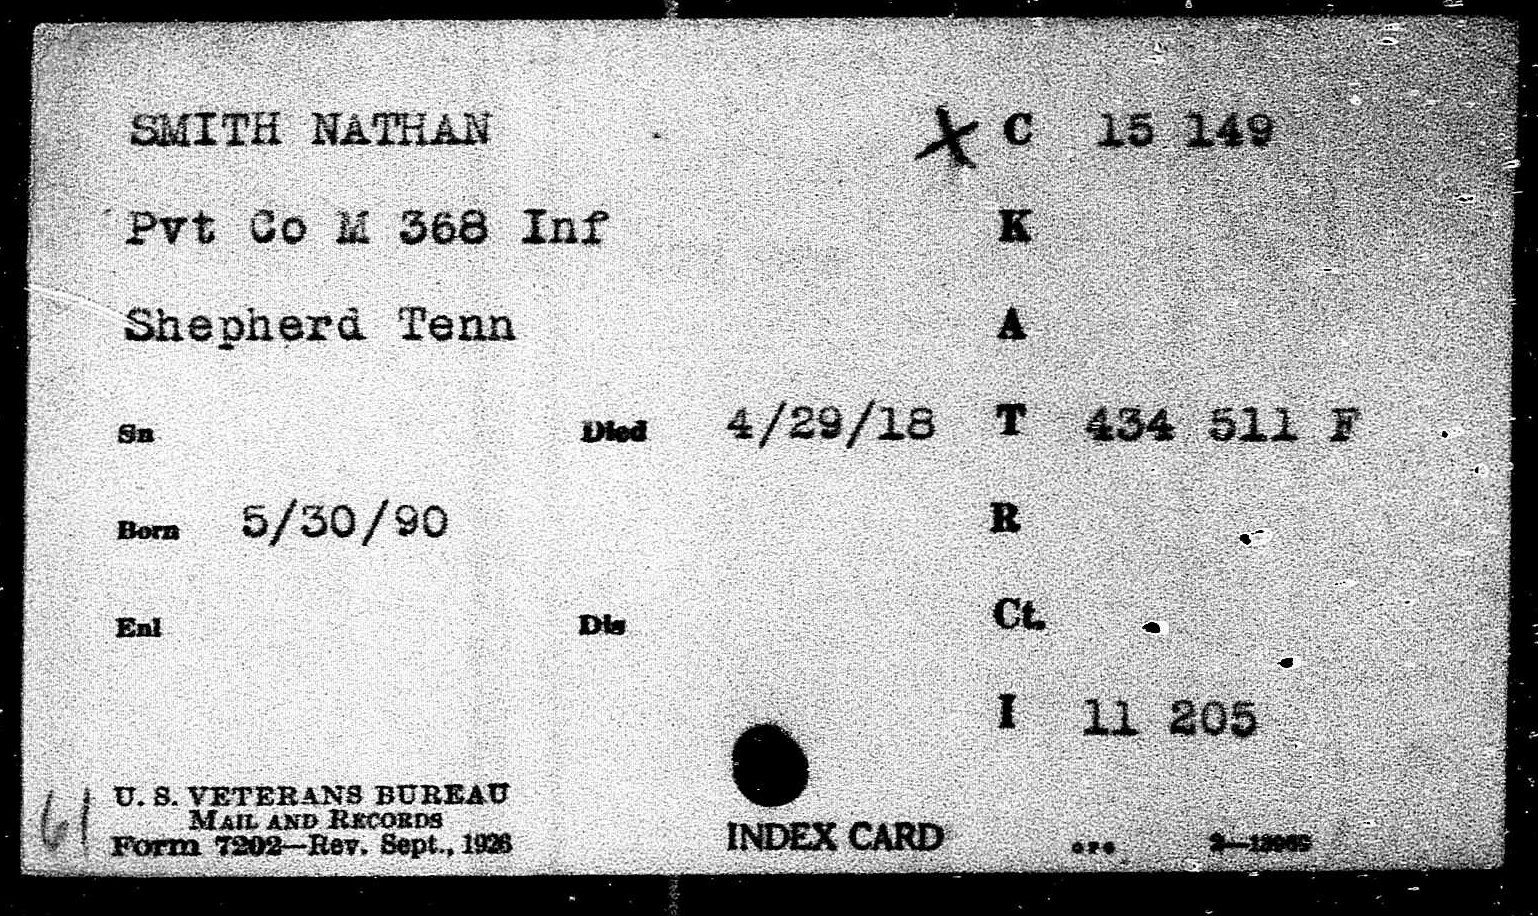 SMITH NATHAN X C 15 149
Pvt Co M 368 Inf K
Shepherd Tenn A
Sn Died 4/29/18 T 434 511 F
Born 5/30/90 R
Enl Dis Ct.
I 11 205
61
U. S. VETERANS BUREAU
MAIL AND RECORDS
Form 7202—Rev. Sept., 1926
INDEX CARD